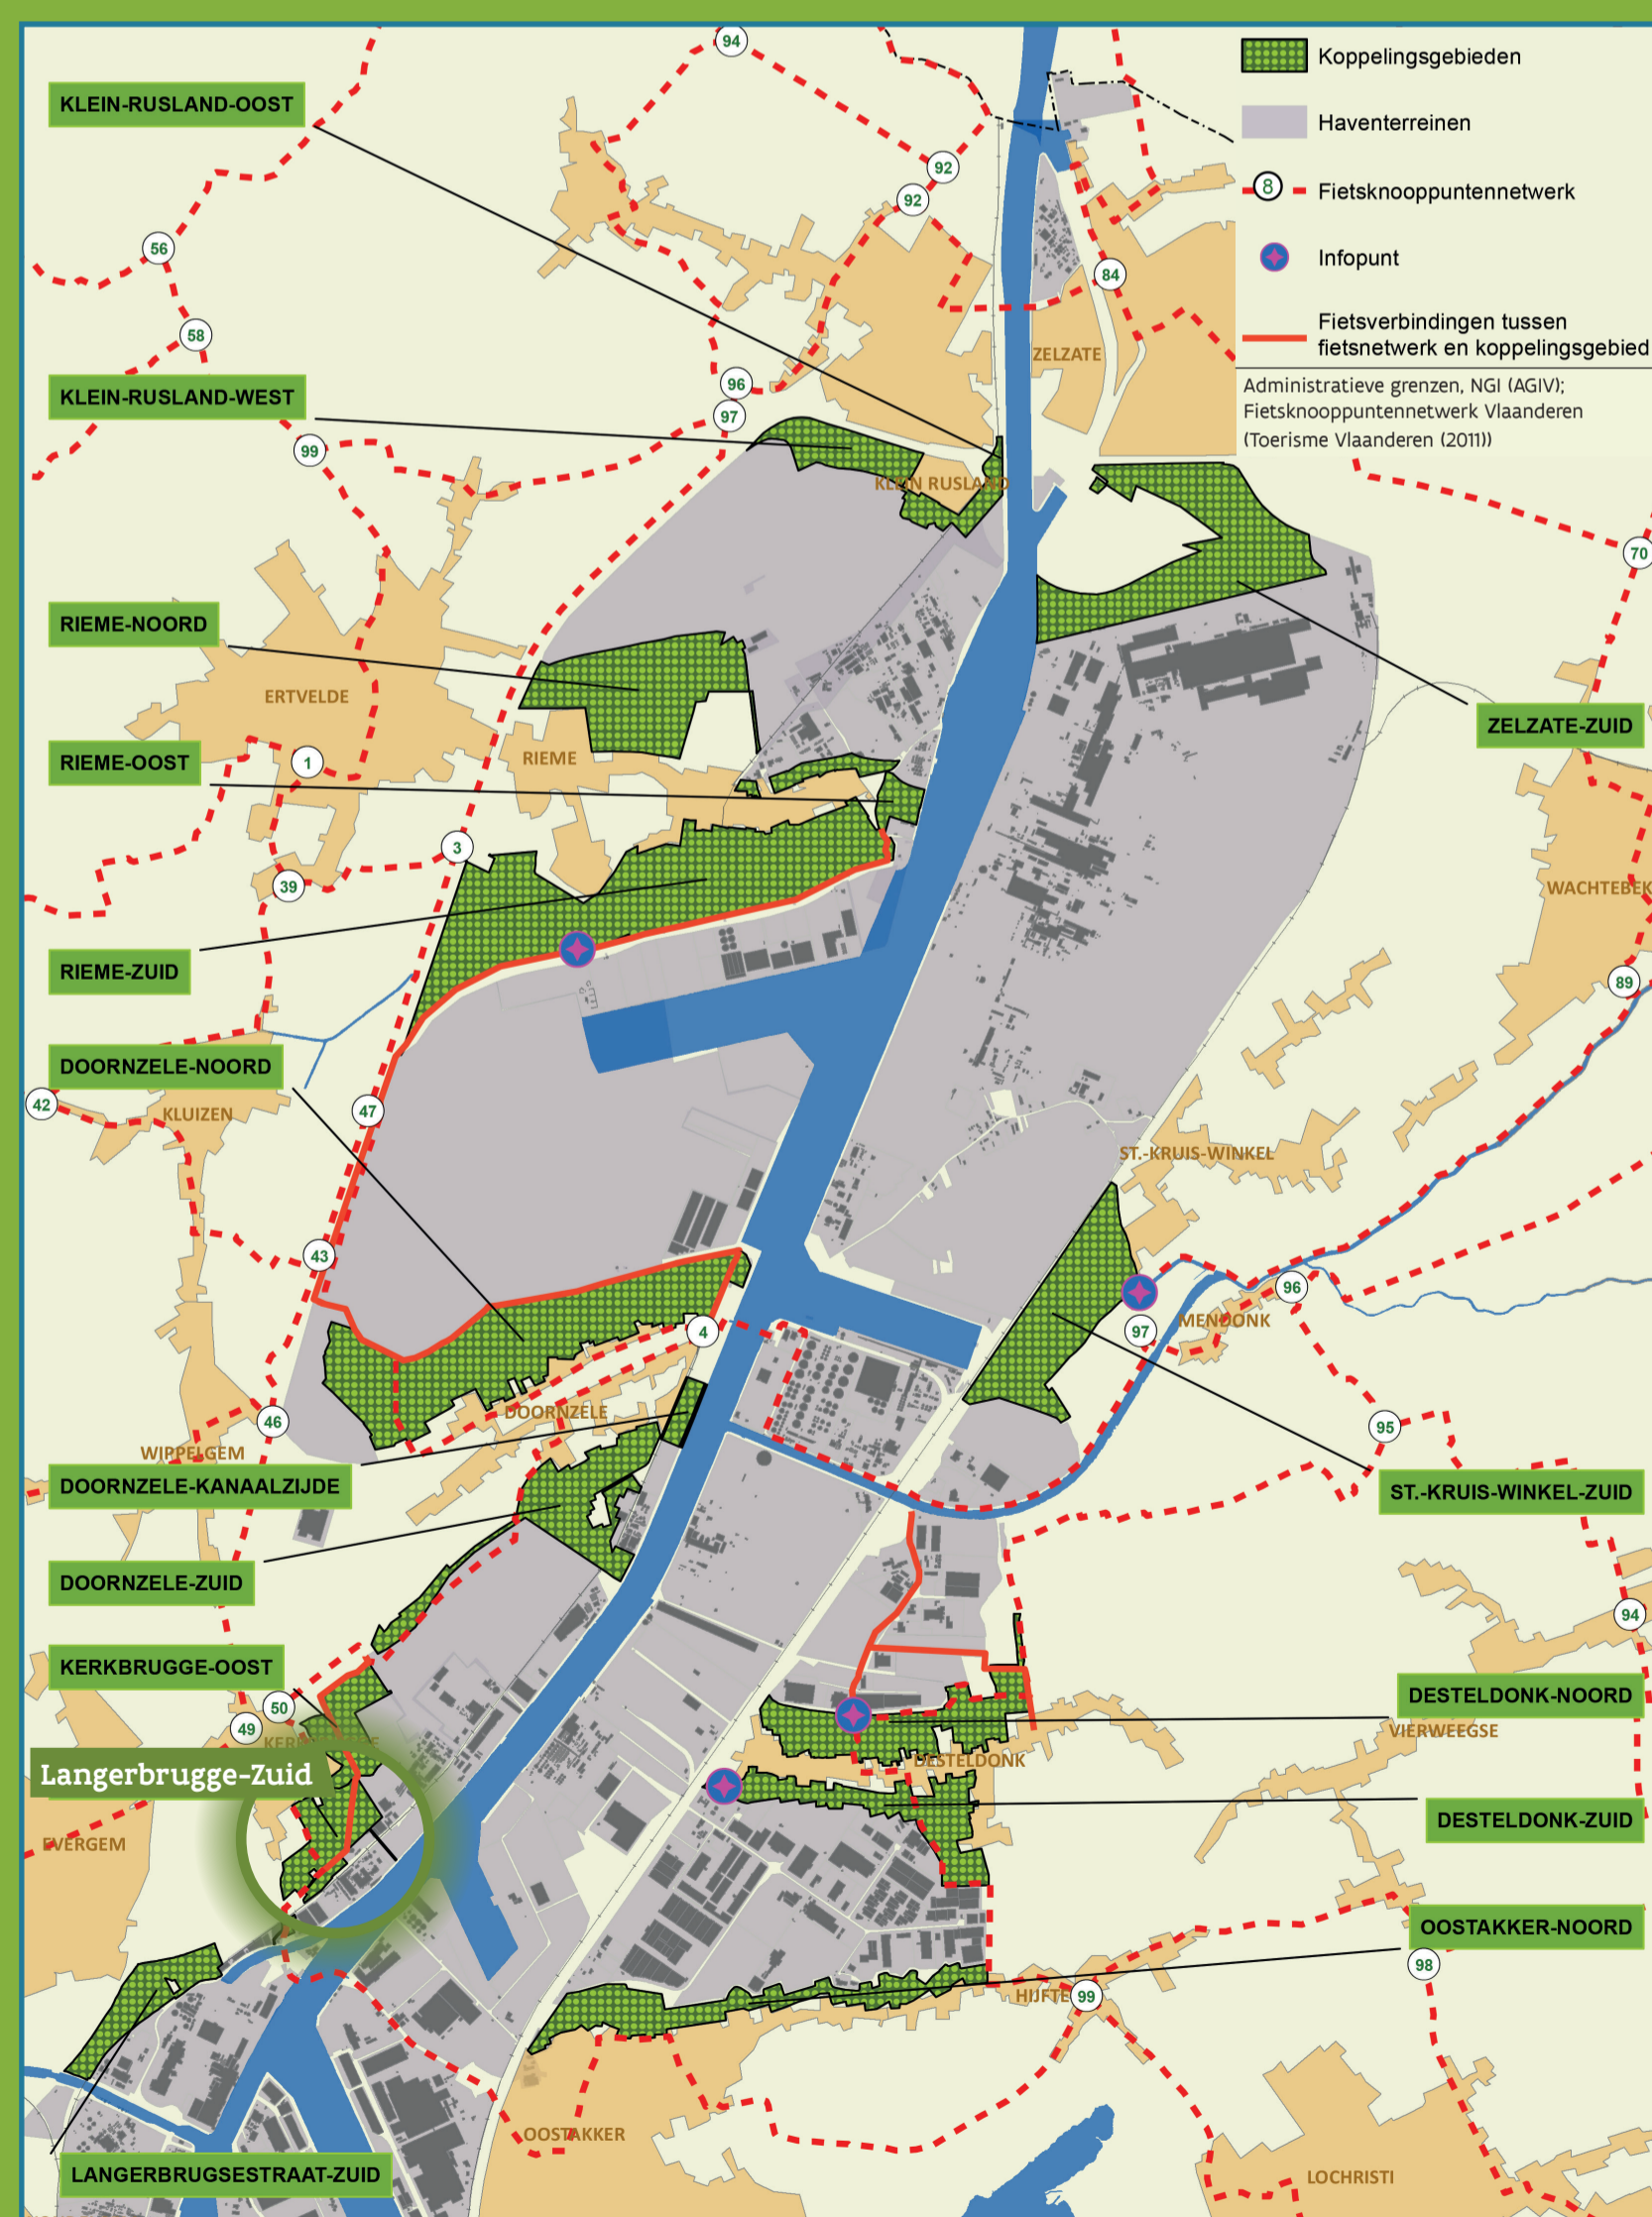 94
KLEIN-RUSLAND-OOST
92
92
56
84
58
ZELZATE
Koppelingsgebieden
Haventerreinen
8
Fietsknooppuntennetwerk
Infopunt
Fietsverbindingen tussen
fietsnetwerk en koppelingsgebied
Administratieve grenzen, NGI (AGIV);
Fietsknooppuntennetwerk Vlaanderen
(Toerisme Vlaanderen (2011))
96
KLEIN-RUSLAND-WEST
97
99
KLEIN RUSLAND
70
RIEME-NOORD
ERTVELDE
ZELZATE-ZUID
RIEME
RIEME-OOST
1
3
39
WACHTEBEK
RIEME-ZUID
89
DOORNZELE-NOORD
42
KLUIZEN
47
ST.-KRUIS-WINKEL
43
96
MENDONK
4
97
DOORNZELE
46
95
WIPPELGEM
DOORNZELE-KANAALZIJDE
ST.-KRUIS-WINKEL-ZUID
DOORNZELE-ZUID
94
KERKBRUGGE-OOST
DESTELDONK-NOORD
50
49
VIERWEEGSE
DESTELDONK
Langerbrugge-Zuid
DESTELDONK-ZUID
EVERGEM
OOSTAKKER-NOORD
98
HIJFTE
99
OOSTAKKER
LANGERBRUGSESTRAAT-ZUID
LOCHRISTI